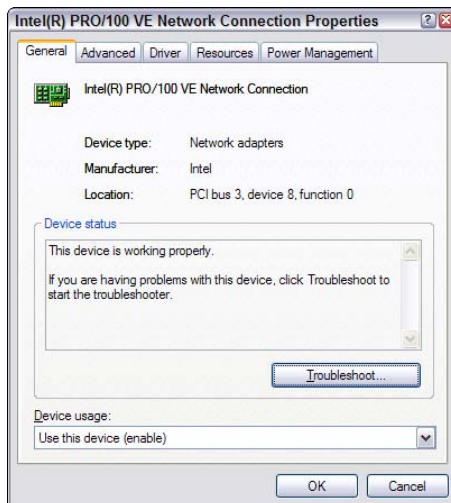 Intel(R) PRO/100 VE Network Connection Properties
General Advanced Driver Resources Power Management
Intel(R) PRO/100 VE Network Connection
Device type: Network adapters
Manufacturer: Intel
Location: PCI bus 3, device 8, function 0
Device status
This device is working properly.
If you are having problems with this device, click Troubleshoot to
start the troubleshooter.
Troubleshoot...
Device usage:
Use this device (enable)
OK Cancel